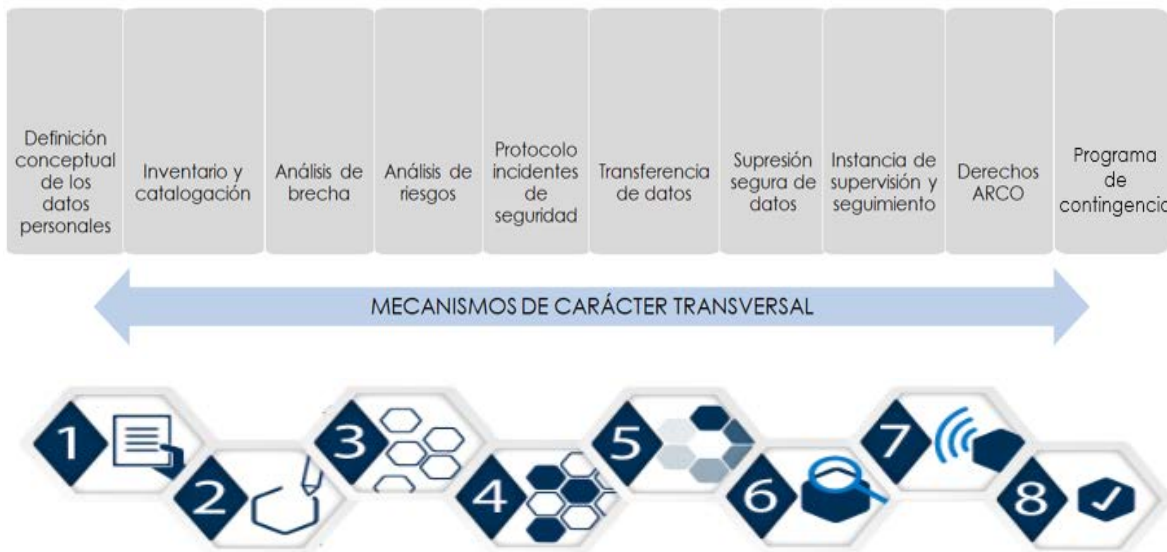 Definición
conceptual
de los
datos
personales
Inventario y
catalogación
Análisis de
brecha
Análisis de
riesgos
Protocolo
incidentes
de
seguridad
Transferencia
de datos
Supresión
segura de
datos
Instancia de
supervisión y
seguimiento
Derechos
ARCO
Programa
de
contingencia
MECANISMOS DE CARÁCTER TRANSVERSAL
1
2
3
4
5
6
7
8